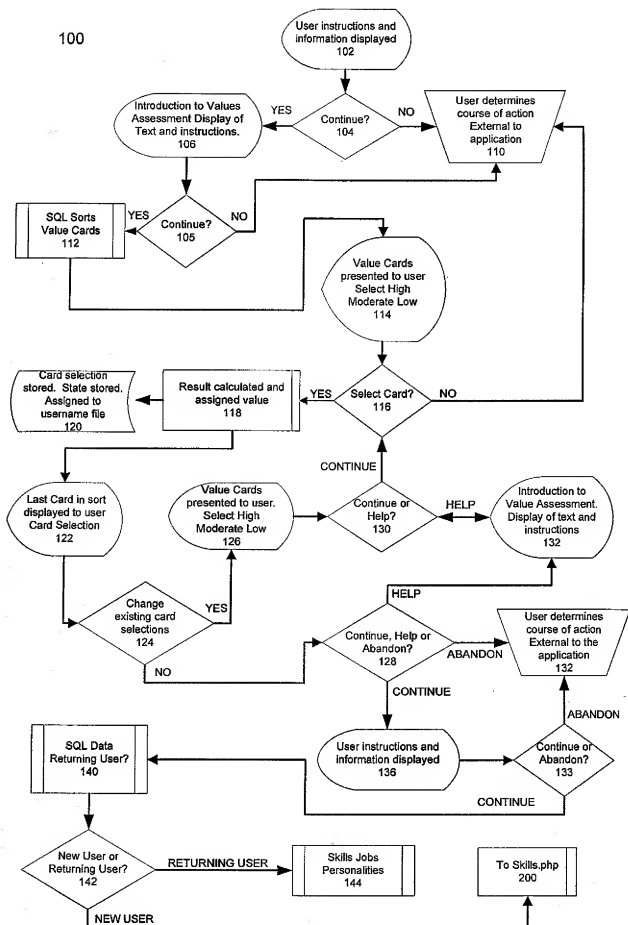 100
User instructions and
information displayed
102
Introduction to Values
Assessment Display of
Text and instructions.
106
YES
Continue?
104
NO
User determines
course of action
External to
application
110
SQL Sorts
Value Cards
112
YES
Continue?
105
NO
Value Cards
presented to user
Select High
Moderate Low
114
Card selection
stored. State stored.
Assigned to
username file
120
Result calculated and
assigned value
118
YES
Select Card?
116
NO
CONTINUE
Last Card in sort
displayed to user
Card Selection
122
Value Cards
presented to user.
Select High
Moderate Low
126
Continue or
Help?
130
HELP
Introduction to
Value Assessment.
Display of text and
instructions
132
Change
existing card
selections
124
YES
NO
HELP
Continue, Help or
Abandon?
128
ABANDON
User determines
course of action
External to the
application
132
CONTINUE
ABANDON
User instructions and
information displayed
136
Continue or
Abandon?
133
CONTINUE
SQL Data
Returning User?
140
New User or
Returning User?
142
RETURNING USER
Skills Jobs
Personalities
144
To Skills.php
200
NEW USER